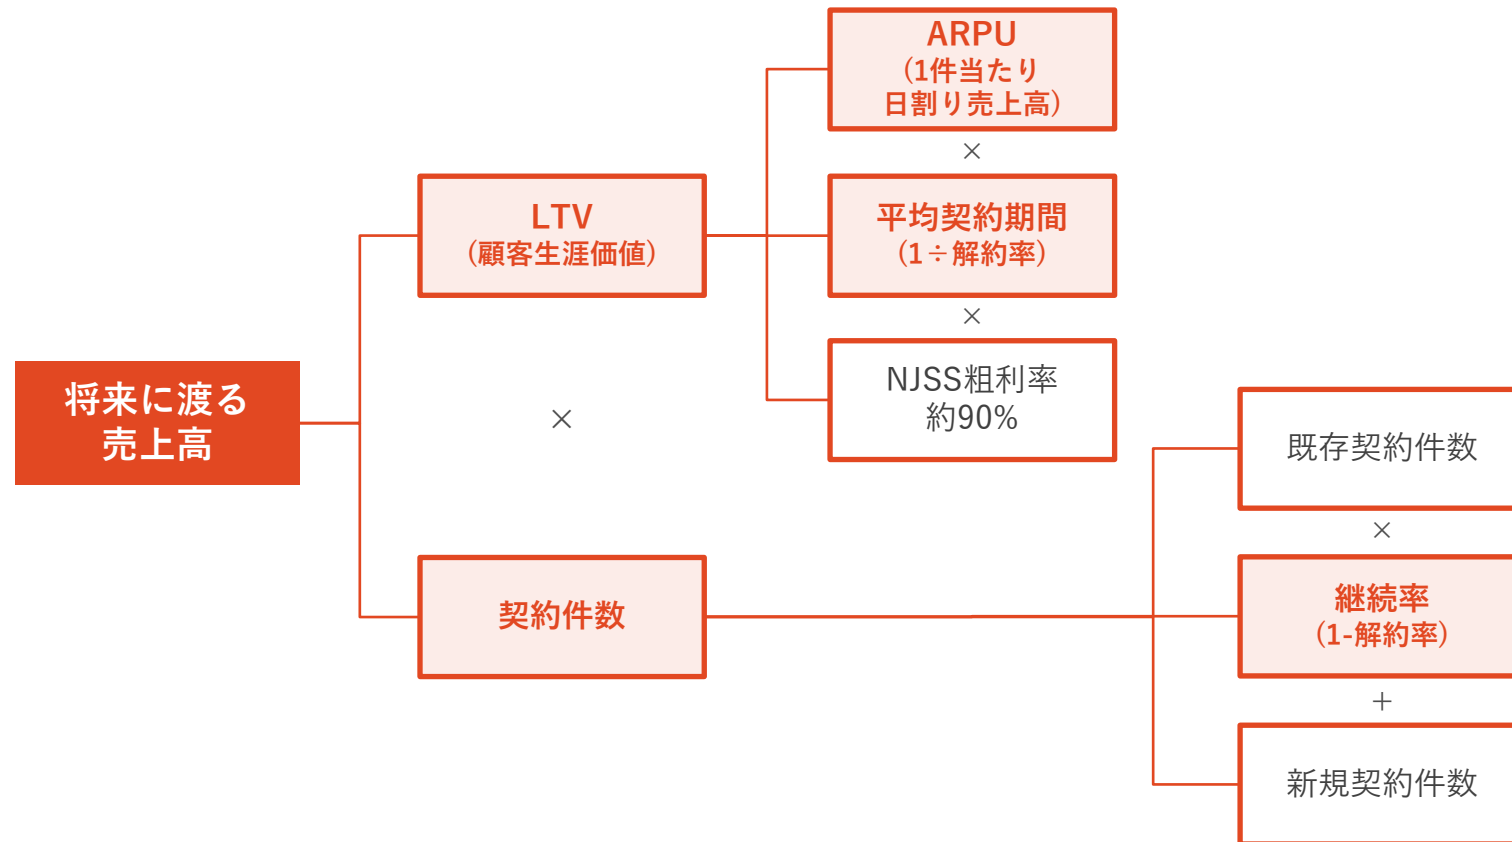 将来に渡る
売上高
LTV
(顧客生涯価値)
×
契約件数
ARPU
(1件当たり
日割り売上高)
×
平均契約期間
(1÷解約率)
×
NJSS粗利率
約90%
既存契約件数
×
継続率
(1-解約率)
+
新規契約件数